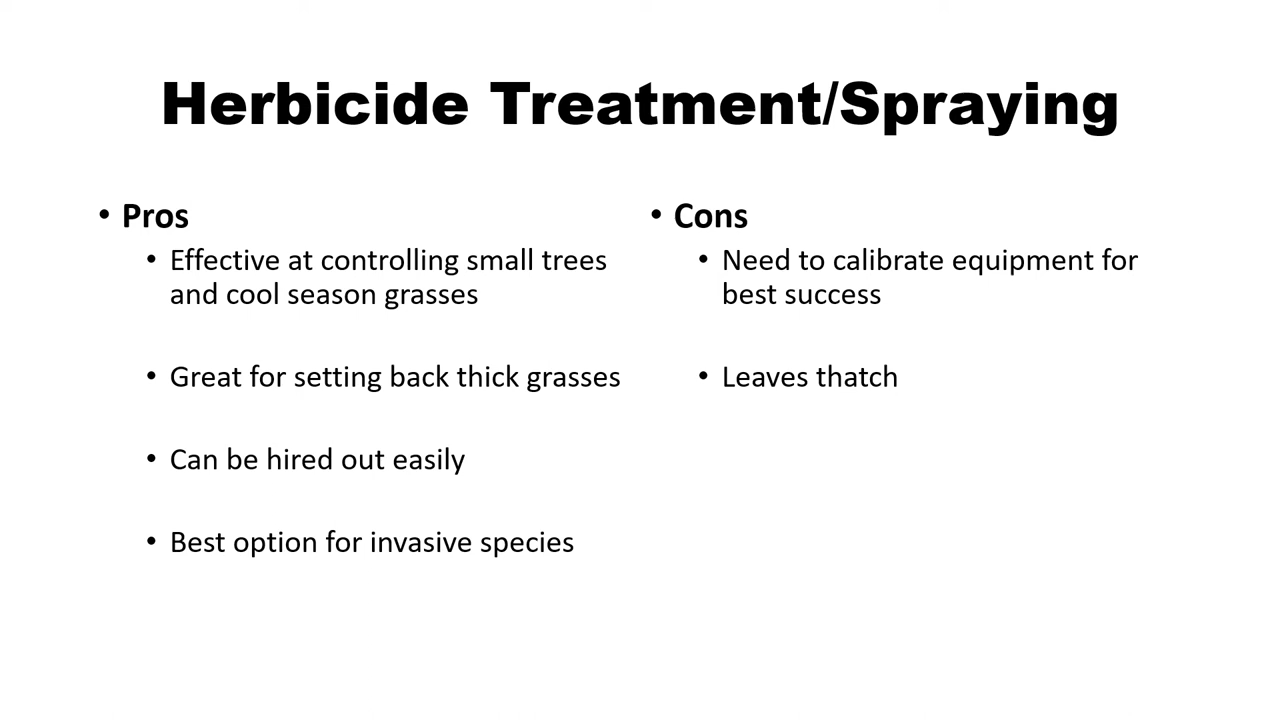 Herbicide Treatment/Spraying
• Pros
• Effective at controlling small trees
and cool season grasses
• Great for setting back thick grasses
• Can be hired out easily
• Best option for invasive species
• Cons
• Need to calibrate equipment for
best success
• Leaves thatch